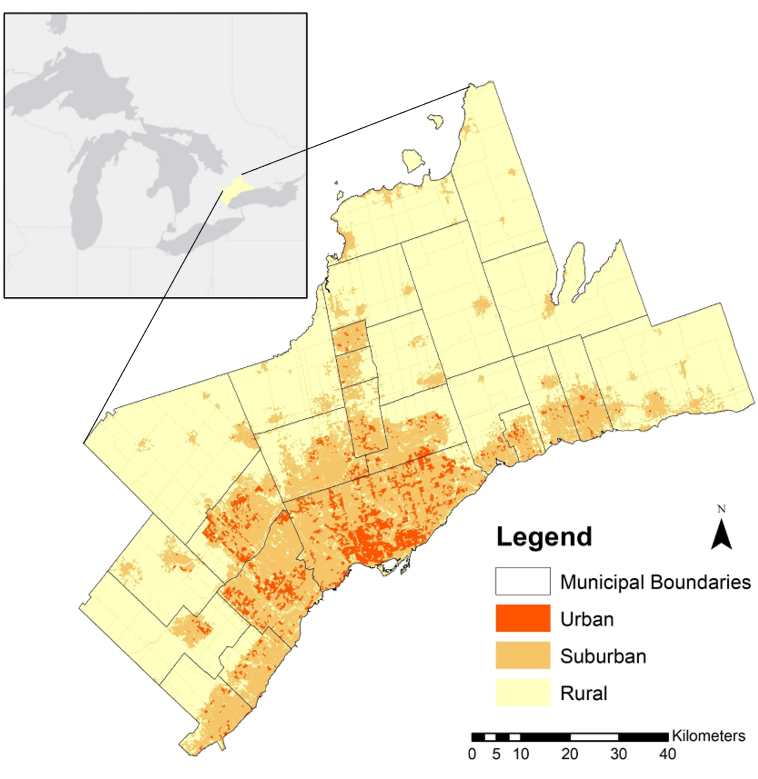 N
Legend
Municipal Boundaries
Urban
Suburban
Rural
Kilometers
0 5 10 20 30 40